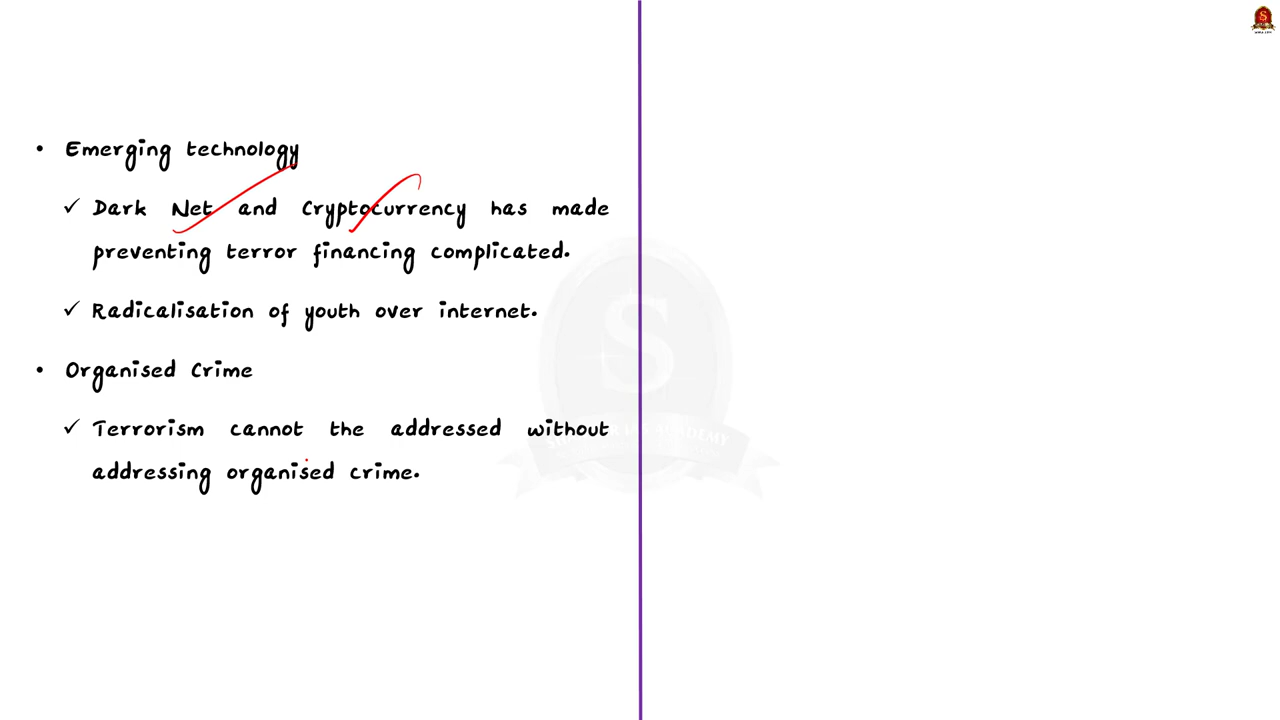 • Emerging technology
✓ Dark Net and Cryptocurrency has made
preventing terror financing complicated.
✓ Radicalisation of youth over internet.
• Organised Crime
✓ Terrorism cannot the addressed without
addressing organised crime.